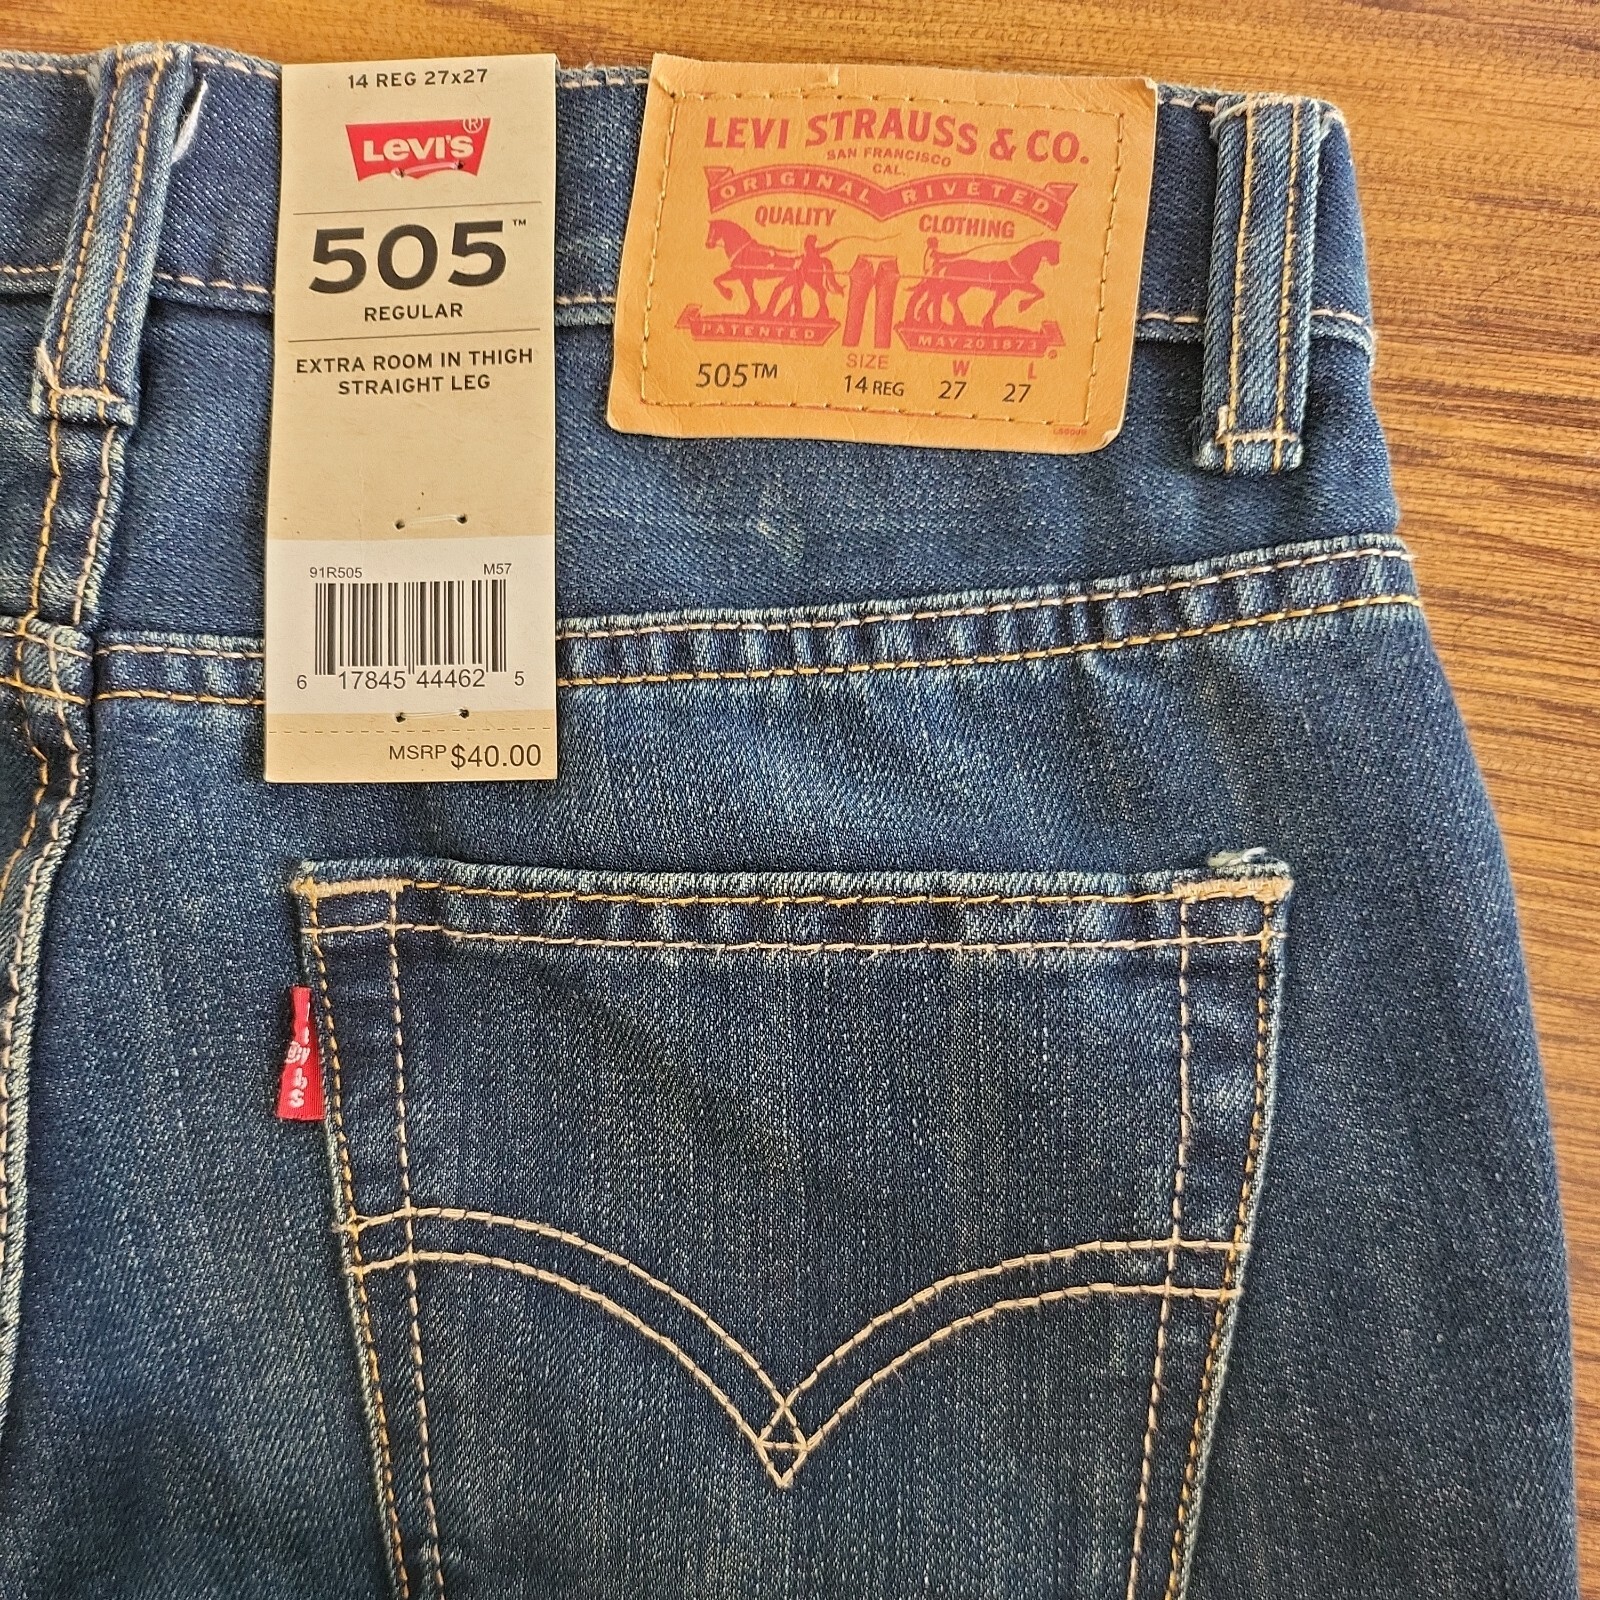 14 REG 27x27
LEVI'S®
505™
REGULAR
EXTRA ROOM IN THIGH
STRAIGHT LEG
91R505 M57
6 17845 44462 5
MSRP $40.00
LEVI STRAUSS & CO.
SAN FRANCISCO
CAL.
ORIGINAL RIVETED
QUALITY CLOTHING
PATENTED MAY 20 1873
SIZE W L
505™ 14 REG 27 27